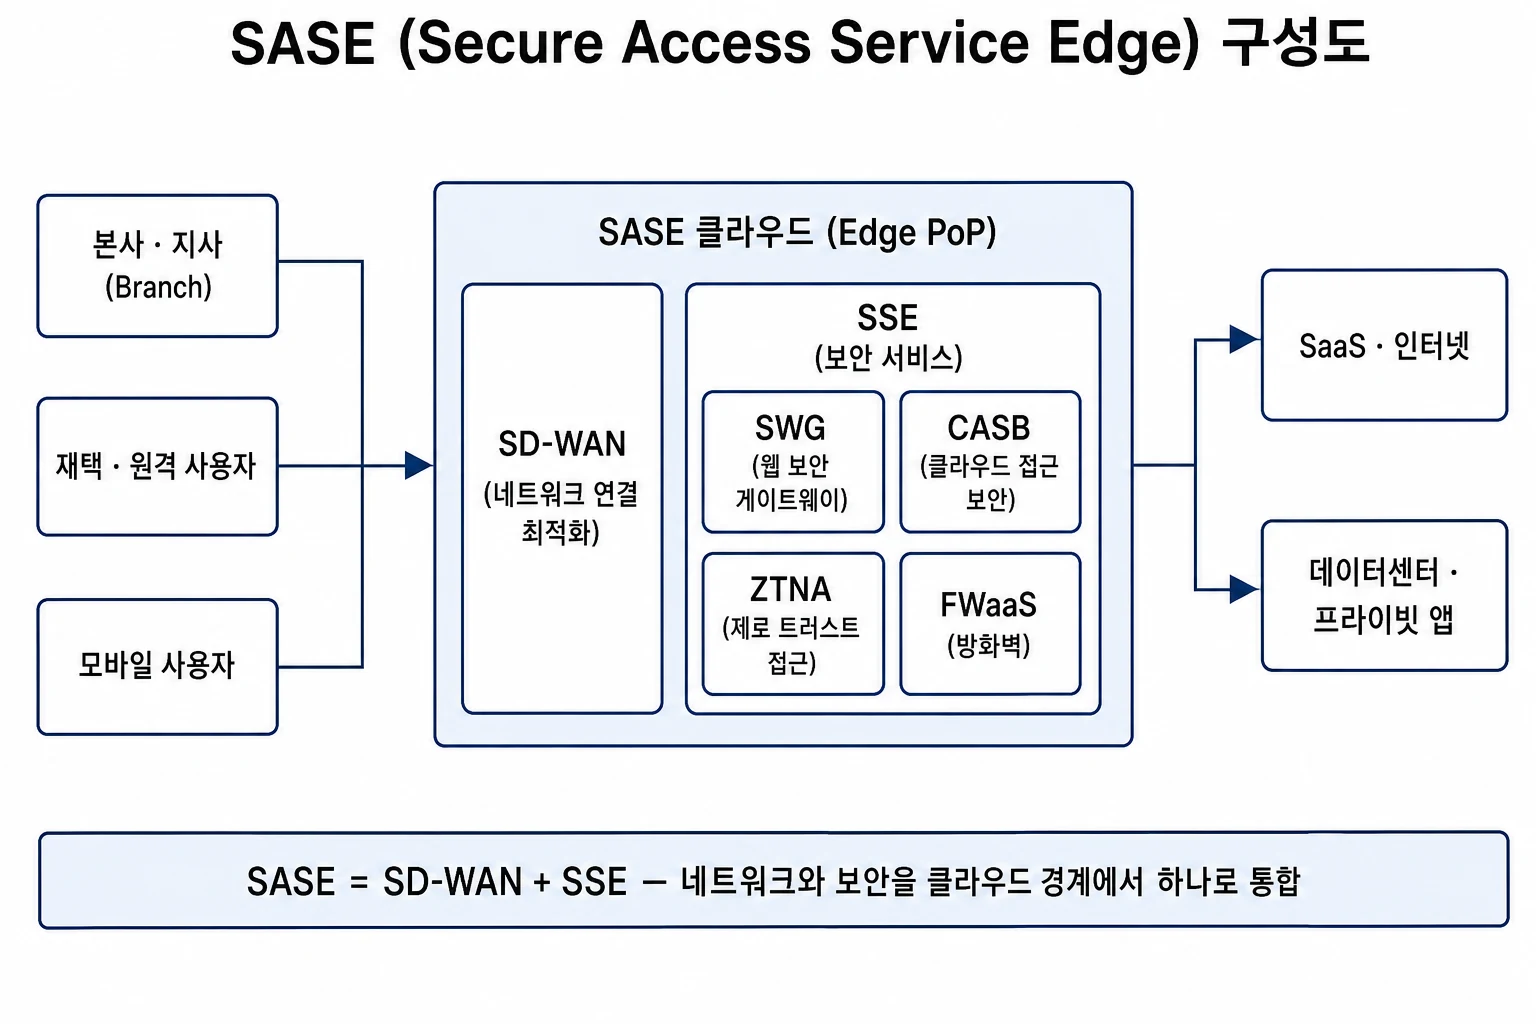 SASE (Secure Access Service Edge) 구성도
본사 · 지사
(Branch)
재택 · 원격 사용자
모바일 사용자
SASE 클라우드 (Edge PoP)
SD-WAN
(네트워크 연결
최적화)
SSE
(보안 서비스)
SWG
(웹 보안
게이트웨이)
CASB
(클라우드 접근
보안)
ZTNA
(제로 트러스트
접근)
FWaaS
(방화벽)
SaaS · 인터넷
데이터센터 ·
프라이빗 앱
SASE = SD-WAN + SSE — 네트워크와 보안을 클라우드 경계에서 하나로 통합